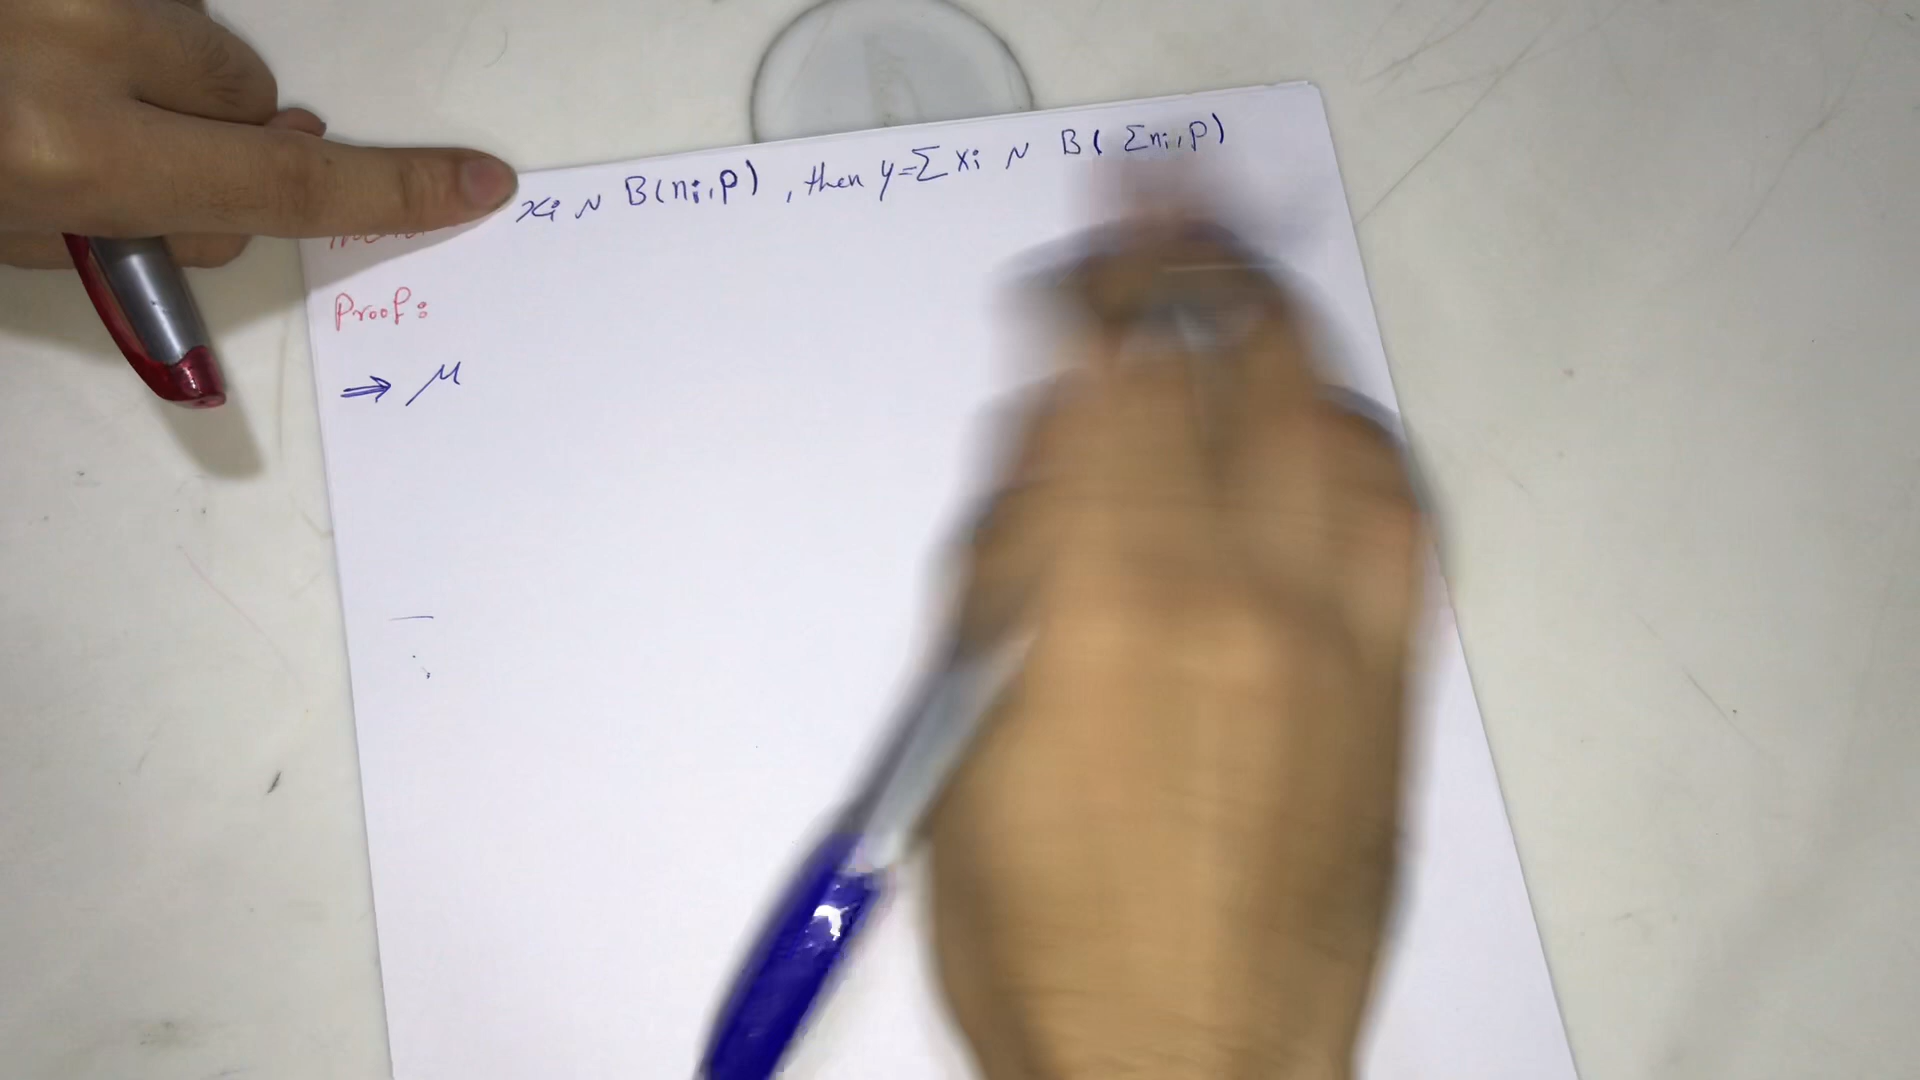 xi ~ B(ni,p), then y=∑xi ~ B(∑ni,p)
Proof:
⇒ M